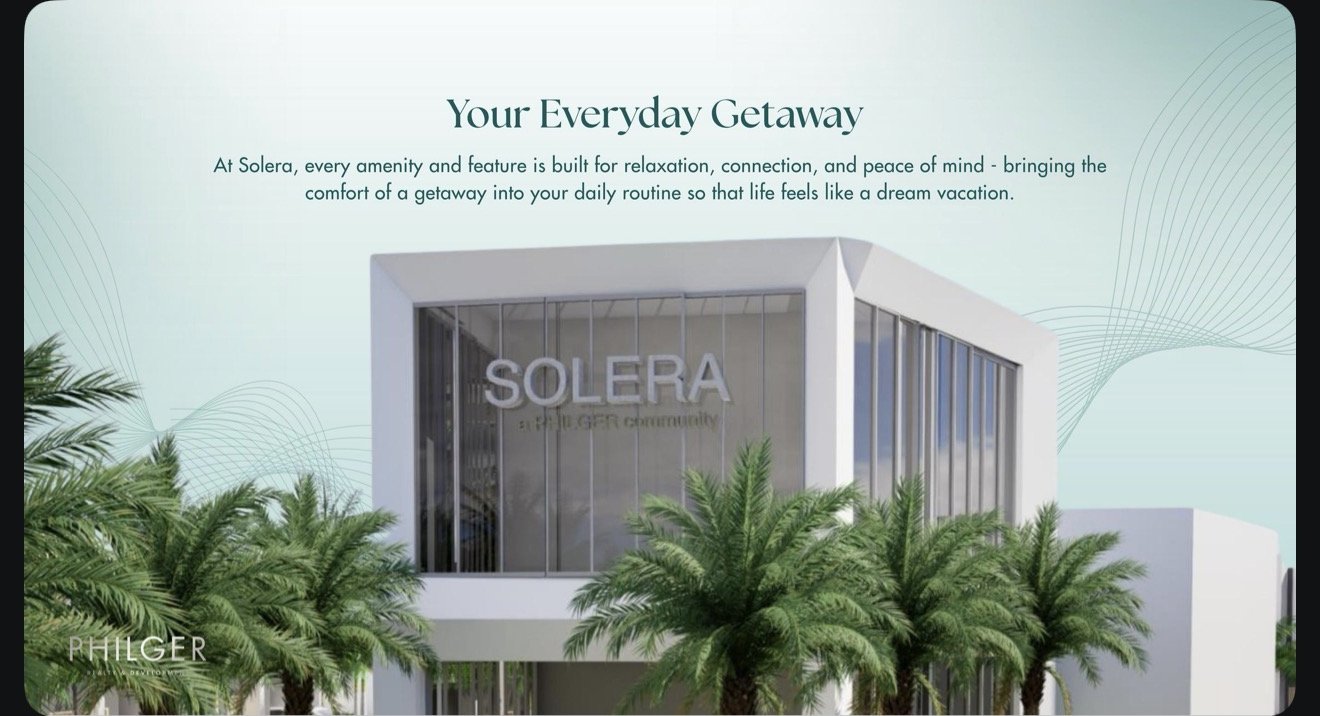 Your Everyday Getaway
At Solera, every amenity and feature is built for relaxation, connection, and peace of mind - bringing the
comfort of a getaway into your daily routine so that life feels like a dream vacation.
SOLERA
a PHILGER community
PHILGER
REALTY & DEVELOPMENT